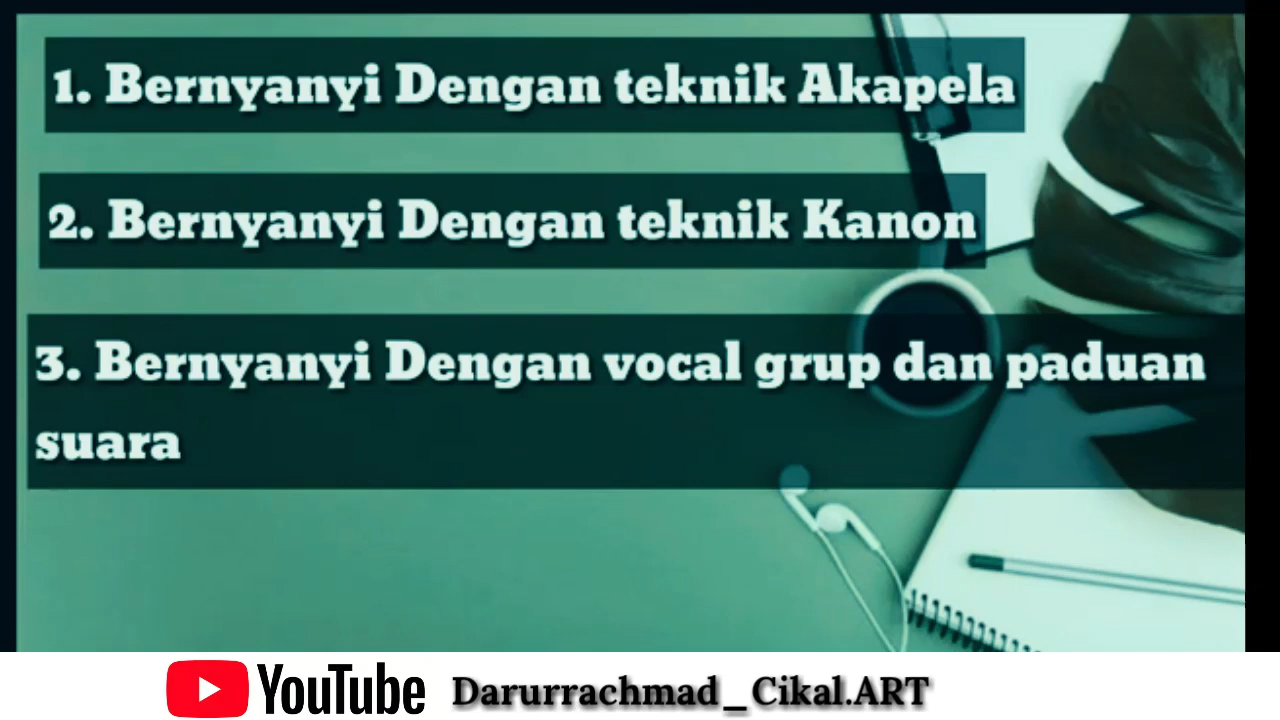 1. Bernyanyi Dengan teknik Akapela
2. Bernyanyi Dengan teknik Kanon
3. Bernyanyi Dengan vocal grup dan paduan
suara
YouTube Darurrachmad_Cikal.ART